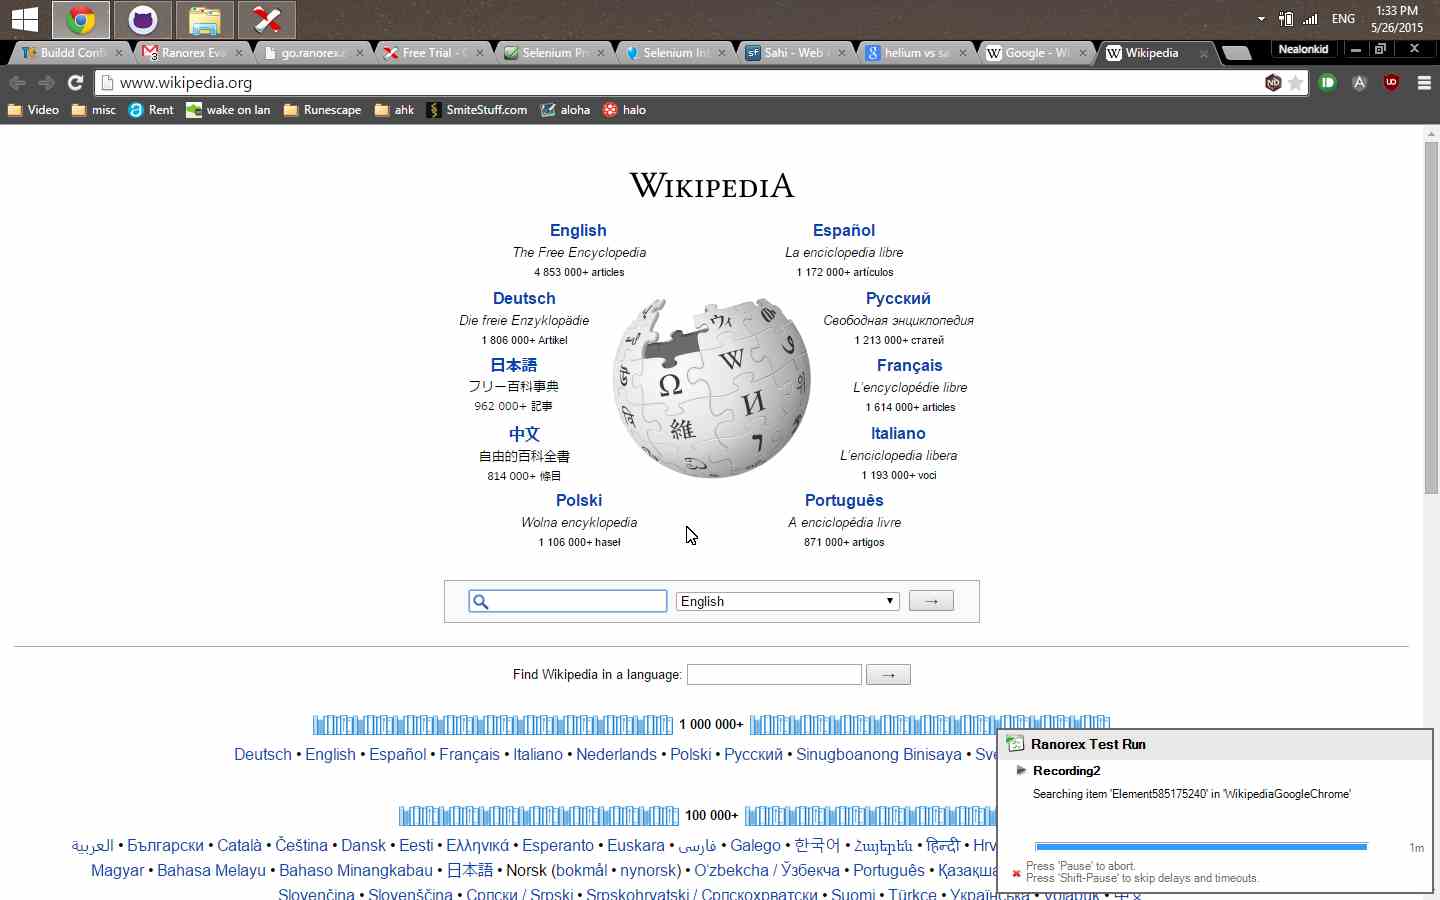 1:33 PM
ENG
5/26/2015
Buildd Conf
Ranorex Eva
go.ranorex.c
Free Trial -
Selenium Pr
Selenium Int
Sahi - Web
helium vs sa
Google - Wi
Wikipedia
Nealonkid
www.wikipedia.org
Video
misc
Rent
wake on lan
Runescape
ahk
SmiteStuff.com
aloha
halo
WIKIPEDIA
English
The Free Encyclopedia
4 853 000+ articles
Español
La enciclopedia libre
1 172 000+ artículos
Deutsch
Die freie Enzyklopädie
1 806 000+ Artikel
Русский
Свободная энциклопедия
1 213 000+ статей
日本語
フリー百科事典
962 000+ 記事
Français
L'encyclopédie libre
1 614 000+ articles
中文
自由的百科全書
814 000+ 條目
Italiano
L'enciclopedia libera
1 193 000+ voci
Polski
Wolna encyklopedia
1 106 000+ haseł
Português
A enciclopédia livre
871 000+ artigos
Ω W И 維
English
→
Find Wikipedia in a language:
→
1 000 000+
Deutsch • English • Español • Français • Italiano • Nederlands • Polski • Русский • Sinugboanong Binisaya • Sve
100 000+
العربية • Български • Català • Čeština • Dansk • Eesti • Ελληνικά • Esperanto • Euskara • فارسی • Galego • 한국어 • Հայերեն • हिन्दी • Hrv
Magyar • Bahasa Melayu • Bahaso Minangkabau • 日本語 • Norsk (bokmål • nynorsk) • O'zbekcha / Ўзбекча • Português • Қазақша
Slovenčina • Slovenščina • Српски / Srpski • Srpskohrvatski / Српскохрватски • Suomi • Türkçe • Українська • Volapük • 中文
Ranorex Test Run
Recording2
Searching item 'Element585175240' in 'WikipediaGoogleChrome'
1m
Press 'Pause' to abort.
Press 'Shift-Pause' to skip delays and timeouts.